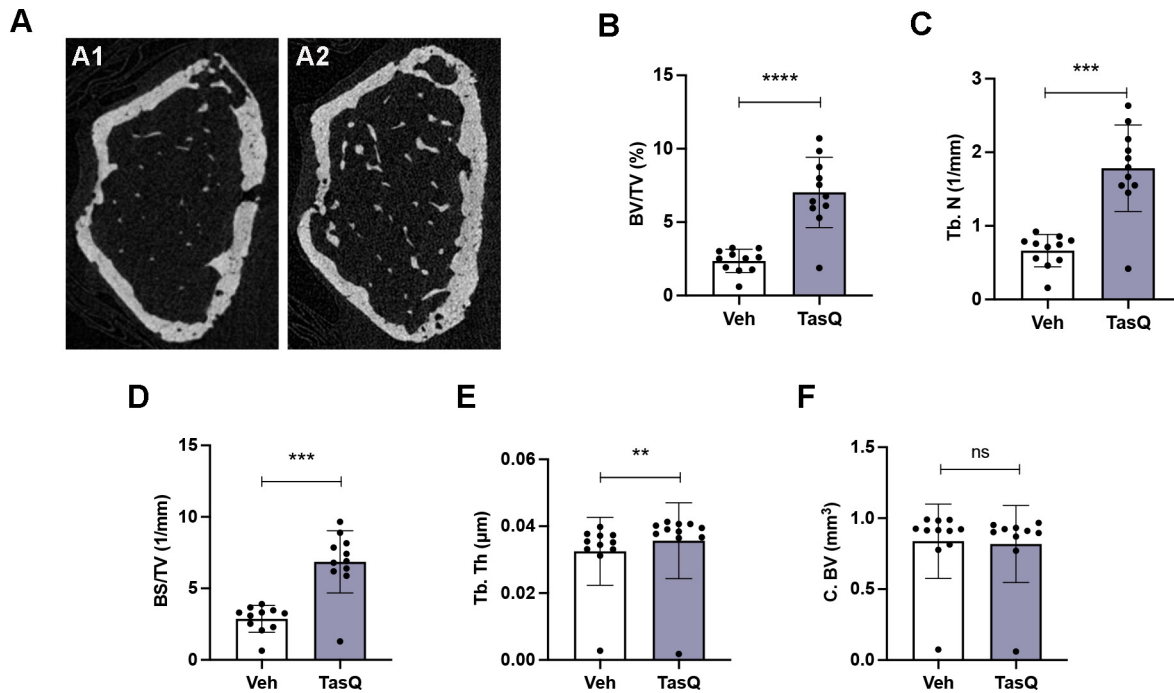 A
A1
A2
B
15
10
5
0
BV/TV (%)
****
Veh
TasQ
C
3
2
1
0
Tb. N (1/mm)
***
Veh
TasQ
D
15
10
5
0
BS/TV (1/mm)
***
Veh
TasQ
E
0.06
0.04
0.02
0.00
Tb. Th (µm)
**
Veh
TasQ
F
1.5
1.0
0.5
0.0
C. BV (mm³)
ns
Veh
TasQ